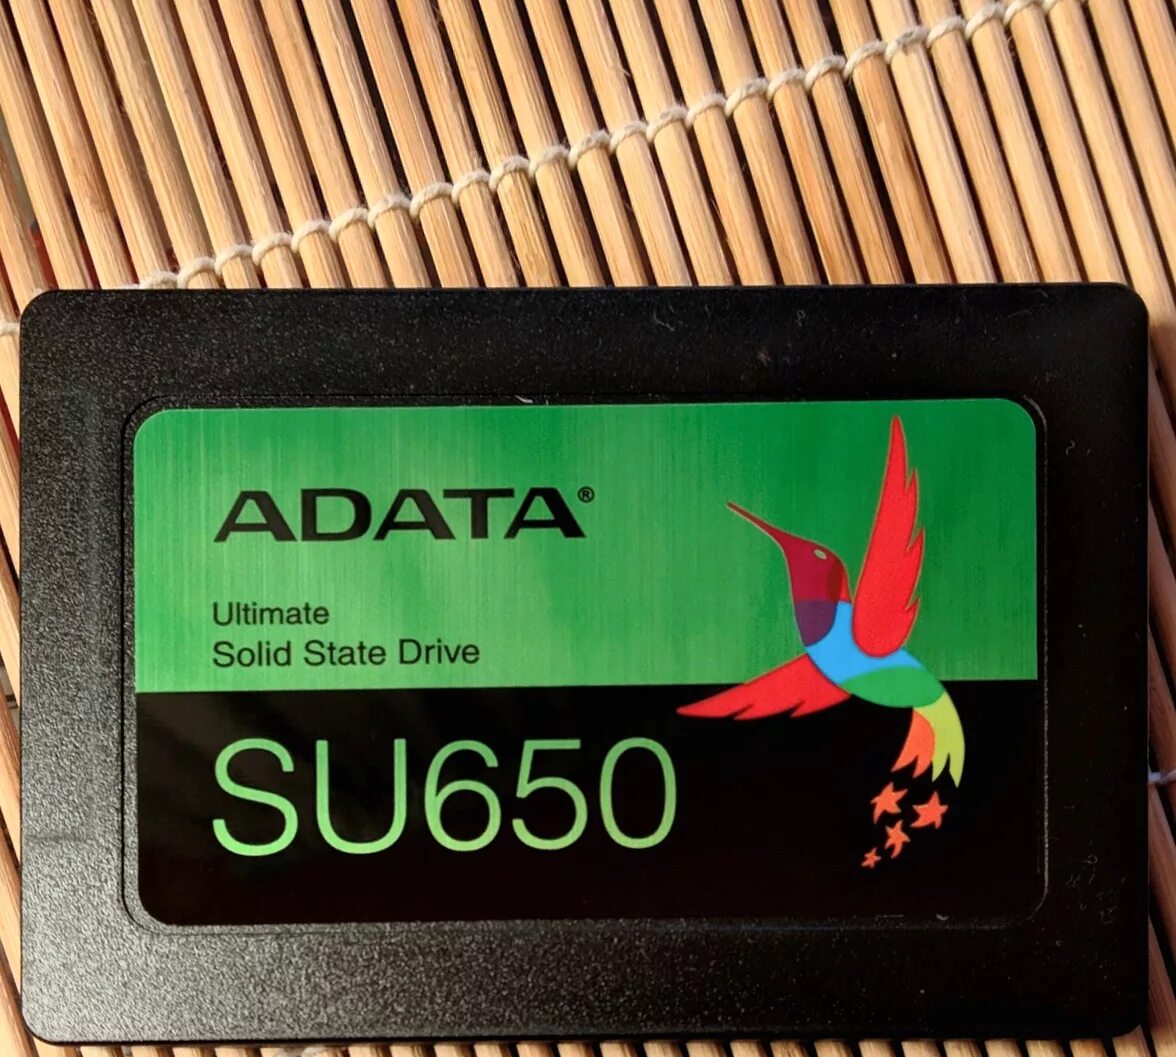 ADATA®
Ultimate
Solid State Drive
SU650